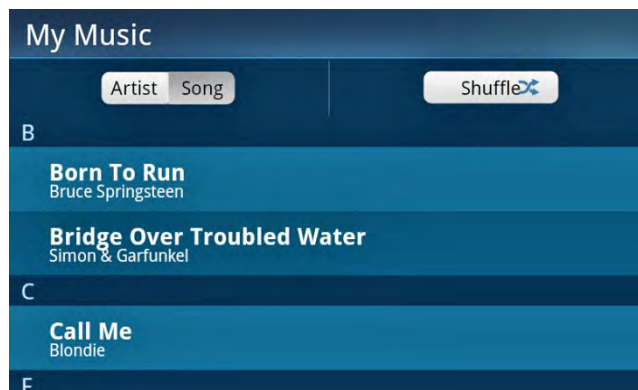 My Music
Artist Song Shuffle
B
Born To Run
Bruce Springsteen
Bridge Over Troubled Water
Simon & Garfunkel
C
Call Me
Blondie